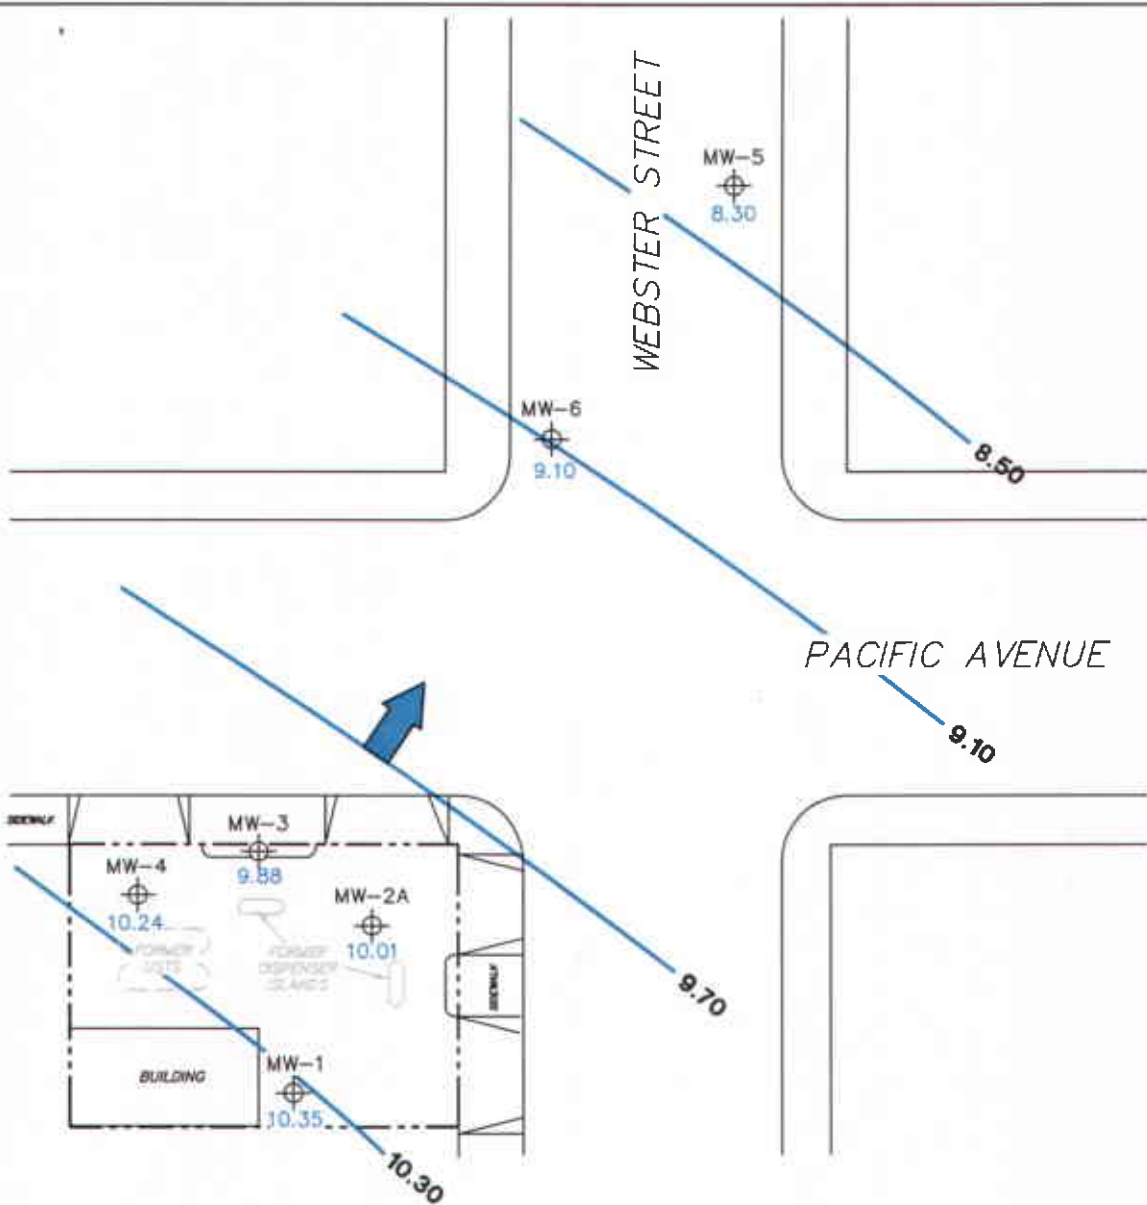 WEBSTER STREET
MW-5
8.30
MW-6
9.10
8.50
PACIFIC AVENUE
9.10
SIDEWALK
MW-3
9.88
MW-4
10.24
MW-2A
10.01
FORMER
USTS
FORMER
DISPENSER
ISLANDS
SIDEWALK
9.70
BUILDING
MW-1
10.35
10.30